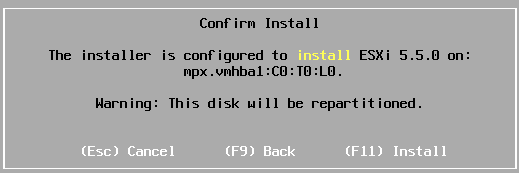 Confirm Install
The installer is configured to install ESXi 5.5.0 on:
mpx.vmhba1:C0:T0:L0.
Warning: This disk will be repartitioned.
(Esc) Cancel (F9) Back (F11) Install